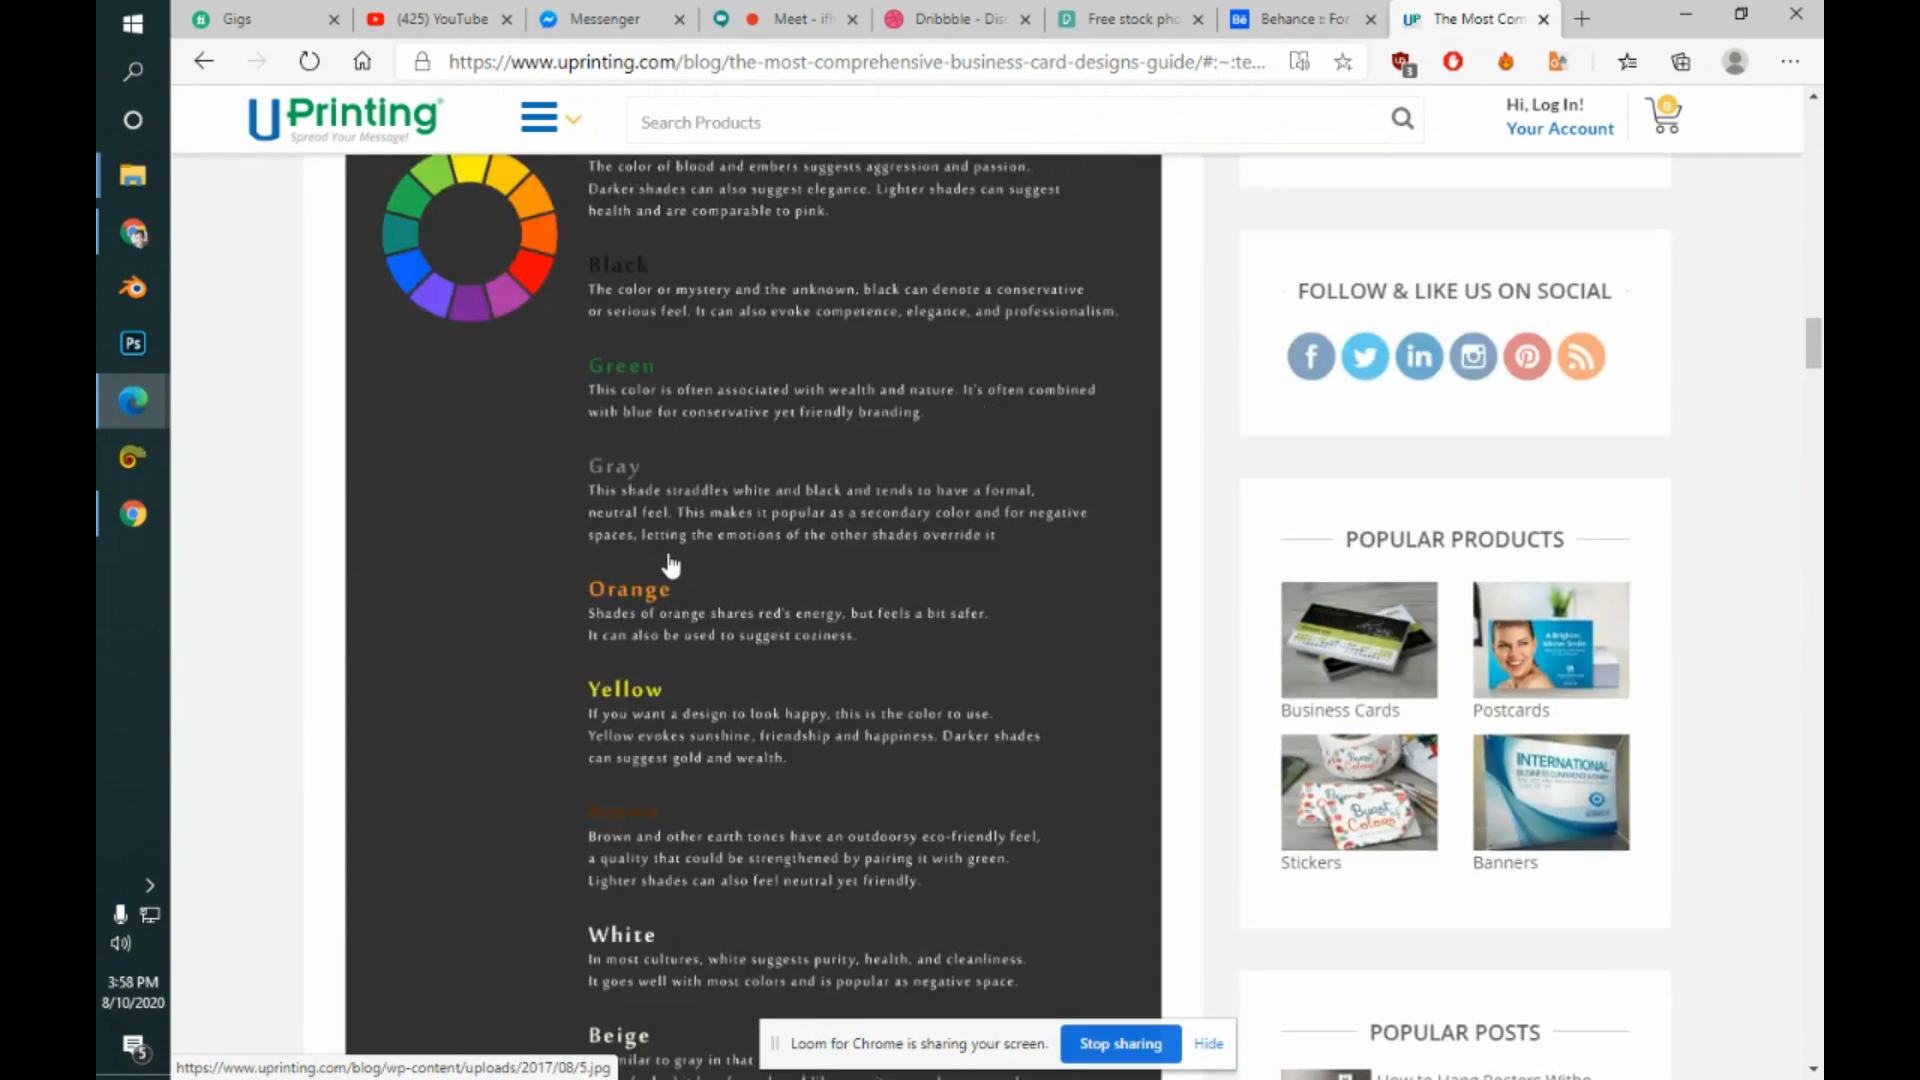 Gigs
(425) YouTube
Messenger
Meet - ifh
Dribbble - Disc
Free stock pho
Behance :: For
UP The Most Com
https://www.uprinting.com/blog/the-most-comprehensive-business-card-designs-guide/#:~:te...
3
UPrinting®
Spread Your Message!
Search Products
Hi, Log In!
Your Account
0
The color of blood and embers suggests aggression and passion.
Darker shades can also suggest elegance. Lighter shades can suggest
health and are comparable to pink.
Black
The color or mystery and the unknown, black can denote a conservative
or serious feel. It can also evoke competence, elegance, and professionalism.
Green
This color is often associated with wealth and nature. It's often combined
with blue for conservative yet friendly branding.
Gray
This shade straddles white and black and tends to have a formal,
neutral feel. This makes it popular as a secondary color and for negative
spaces, letting the emotions of the other shades override it
Orange
Shades of orange shares red's energy, but feels a bit safer.
It can also be used to suggest coziness.
Yellow
If you want a design to look happy, this is the color to use.
Yellow evokes sunshine, friendship and happiness. Darker shades
can suggest gold and wealth.
Brown and other earth tones have an outdoorsy eco-friendly feel,
a quality that could be strengthened by pairing it with green.
Lighter shades can also feel neutral yet friendly.
White
In most cultures, white suggests purity, health, and cleanliness.
It goes well with most colors and is popular as negative space.
Beige
milar to gray in that
FOLLOW & LIKE US ON SOCIAL
POPULAR PRODUCTS
Business Cards
Postcards
INTERNATIONAL
Stickers
Banners
POPULAR POSTS
Ps
3:58 PM
8/10/2020
5
Loom for Chrome is sharing your screen.
Stop sharing
Hide
https://www.uprinting.com/blog/wp-content/uploads/2017/08/5.jpg